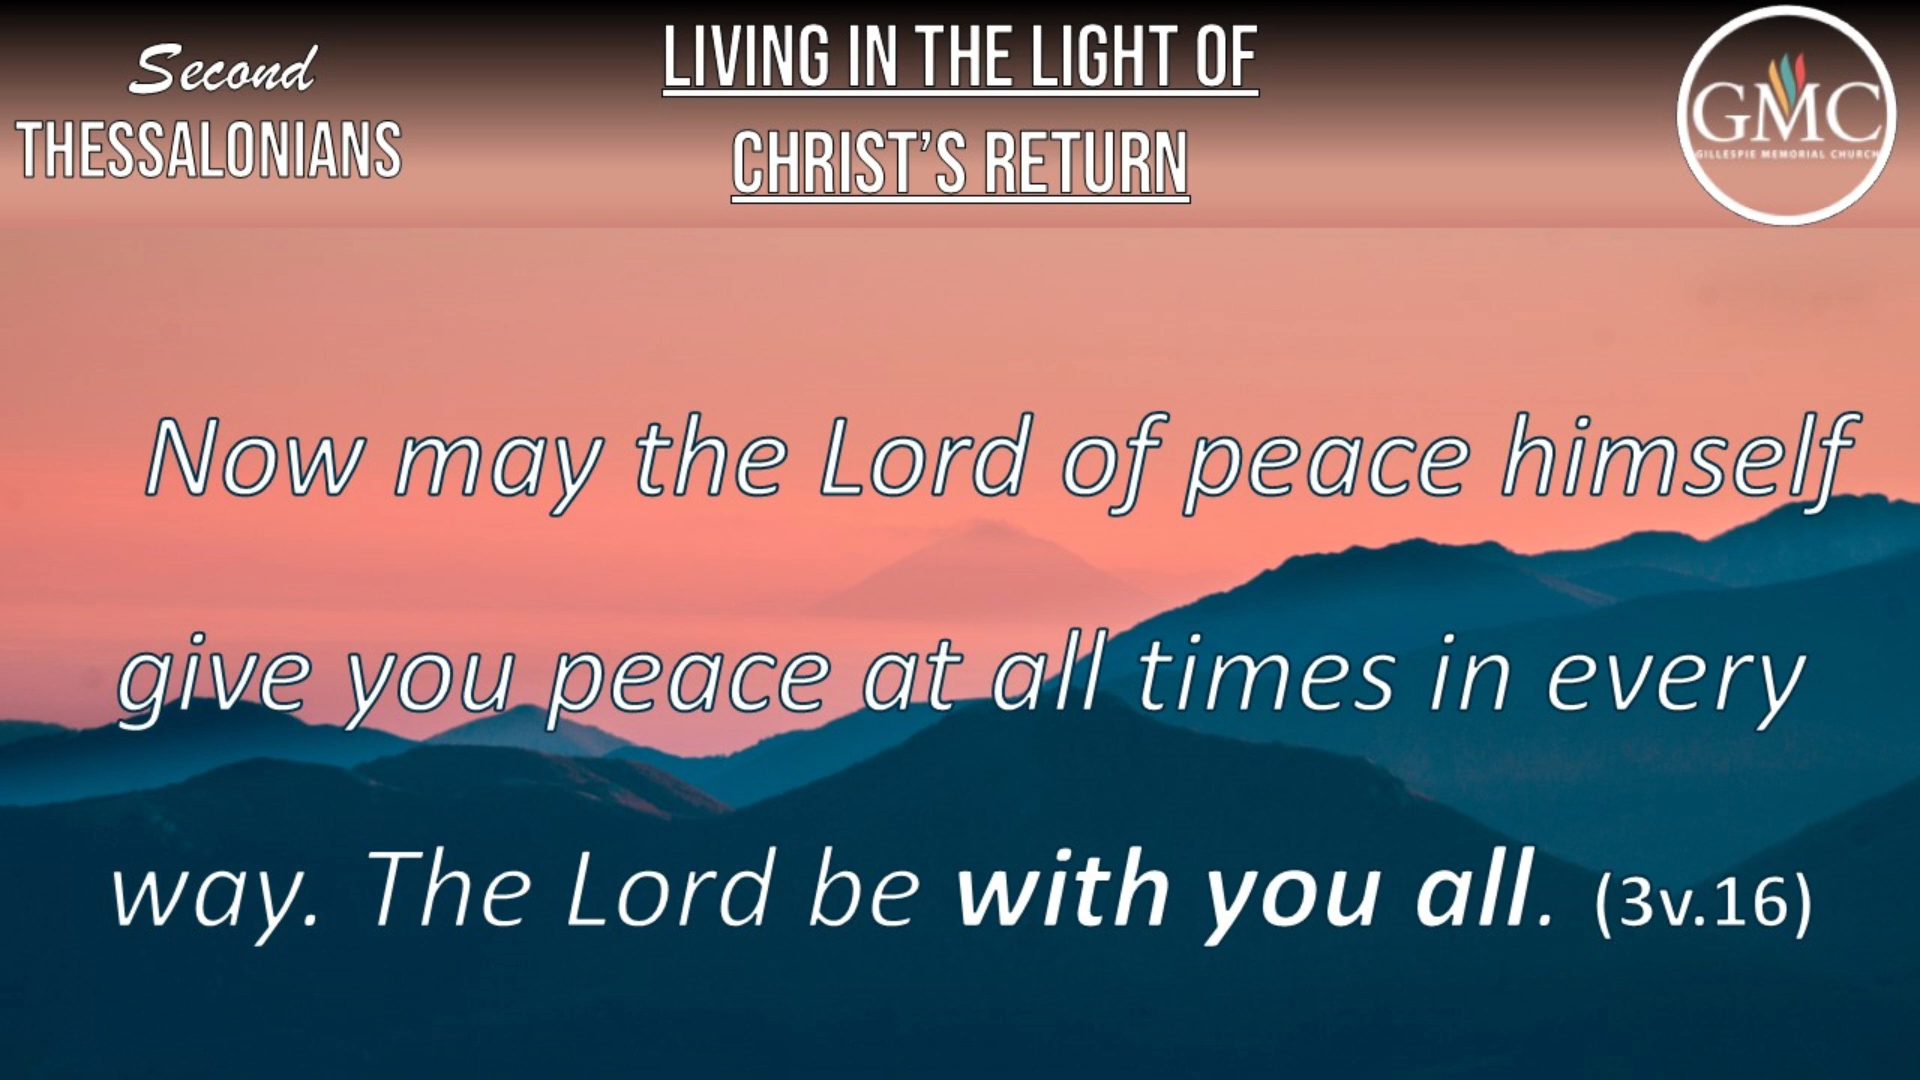 Second
THESSALONIANS
LIVING IN THE LIGHT OF
CHRIST’S RETURN
GMC
GILLESPIE MEMORIAL CHURCH
Now may the Lord of peace himself
give you peace at all times in every
way. The Lord be with you all. (3v.16)